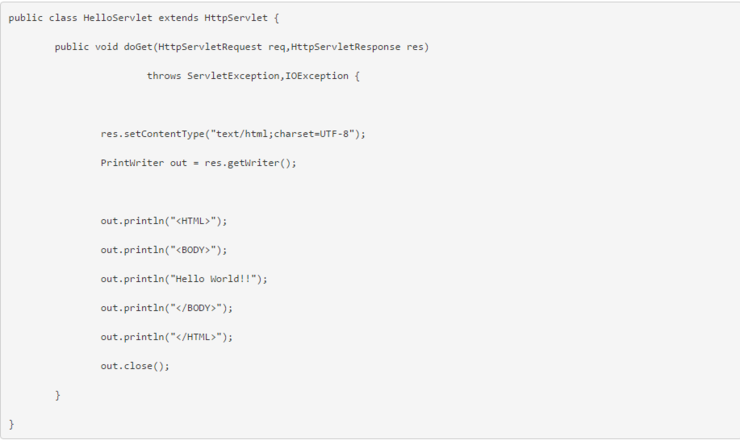 public class HelloServlet extends HttpServlet {
public void doGet(HttpServletRequest req,HttpServletResponse res)
throws ServletException,IOException {
res.setContentType("text/html;charset=UTF-8");
PrintWriter out = res.getWriter();
out.println("<HTML>");
out.println("<BODY>");
out.println("Hello World!!");
out.println("</BODY>");
out.println("</HTML>");
out.close();
}
}